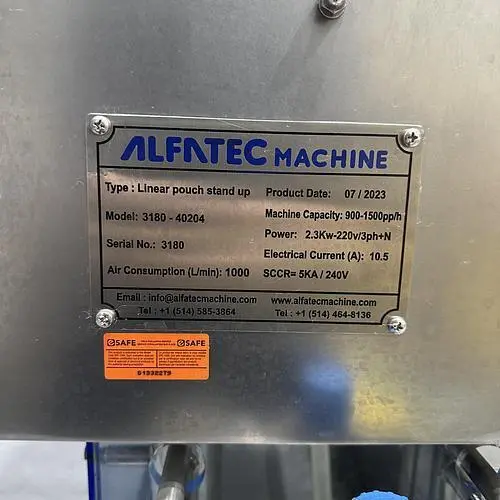 ALFATEC MACHINE
Type : Linear pouch stand up
Product Date: 07 / 2023
Model: 3180 - 40204
Machine Capacity: 900-1500pp/h
Power: 2.3Kw-220v/3ph+N
Serial No.: 3180
Electrical Current (A): 10.5
Air Consumption (L/min): 1000
SCCR= 5KA / 240V
Email : info@alfatecmachine.com
www.alfatecmachine.com
Tel : +1 (514) 585-3864
Tel : +1 (514) 464-8136
SAFE
SAFE